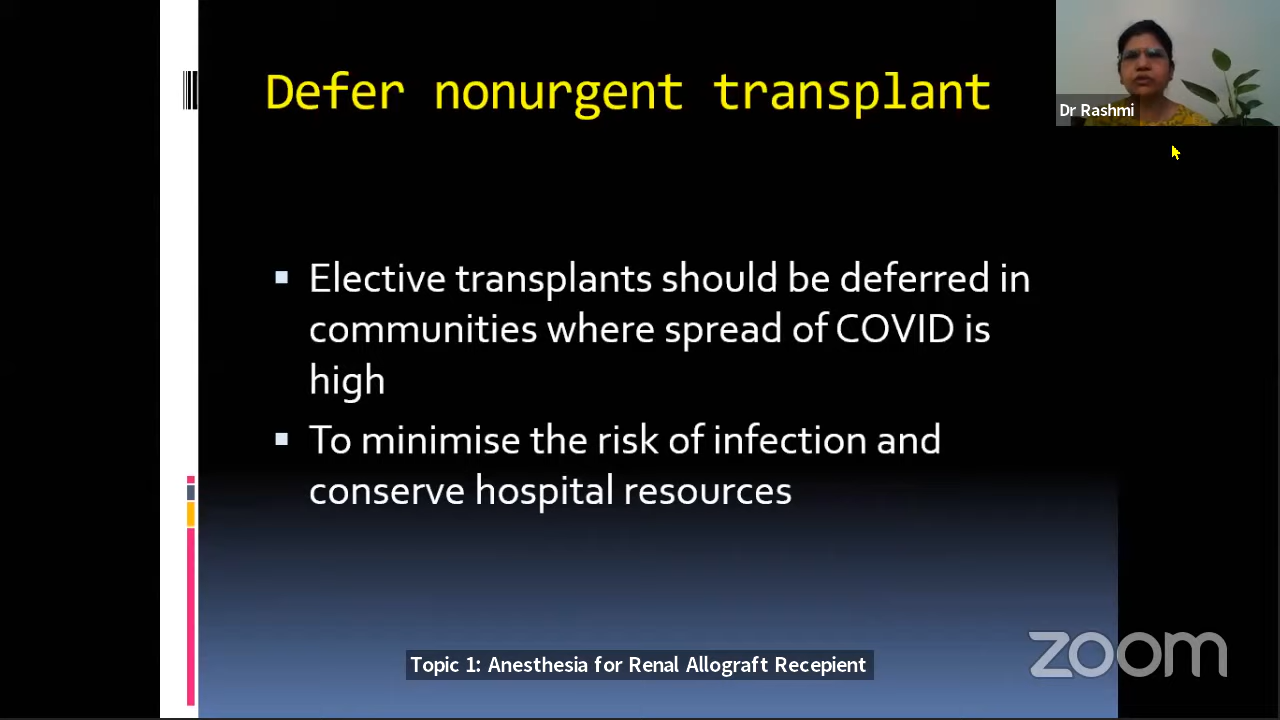 Defer nonurgent transplant
Dr Rashmi
Elective transplants should be deferred in
communities where spread of COVID is
high
To minimise the risk of infection and
conserve hospital resources
Topic 1: Anesthesia for Renal Allograft Recepient
zoom